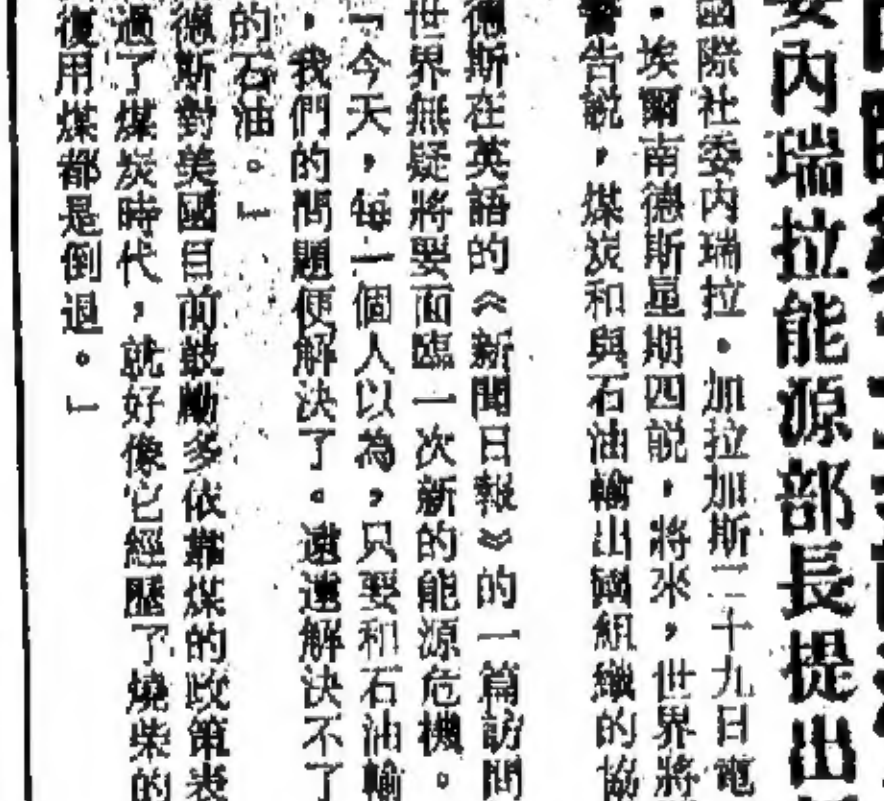 委內瑞拉能源部長提出
國際社委內瑞拉·加拉加斯二十九日電
·埃爾南德斯星期四說，將來，世界將
警告說，煤炭和與石油輸出國組織的協
德斯在英語的《新聞日報》的一篇訪問
世界無疑將要面臨一次新的能源危機。
「今天，每一個人以為，只要和石油輸
，我們的問題便解決了。遠遠解決不了
的石油。」
德斯對美國目前鼓勵多依靠煤的政策表
過了煤炭時代，就好像它經歷了燒柴的
復用煤都是倒退。」